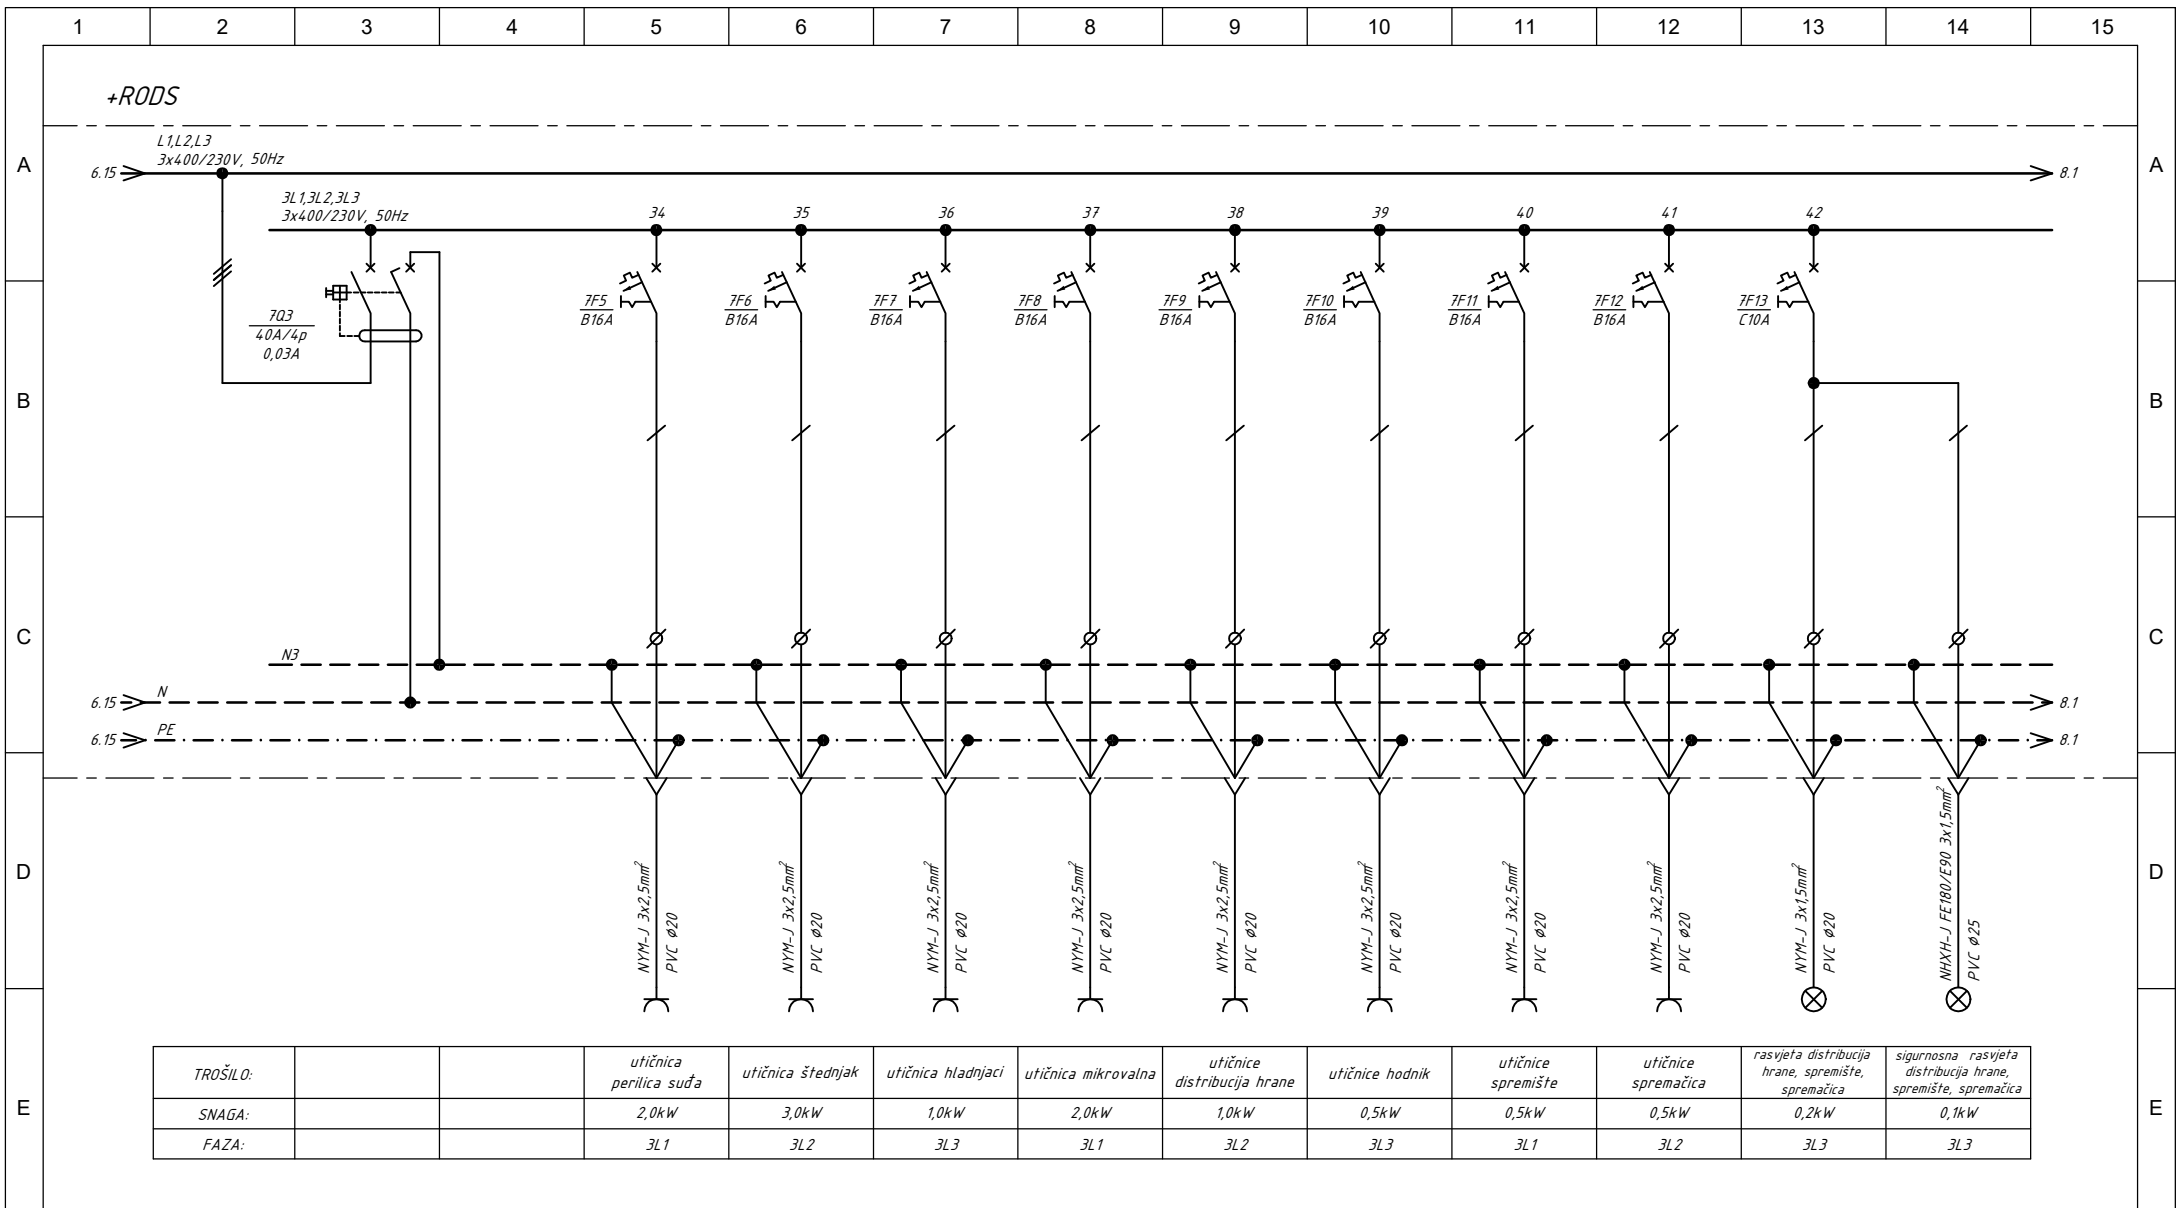 1 2 3 4 5 6 7 8 9 10 11 12 13 14 15
+RODS
L1,L2,L3
3x400/230V, 50Hz
A A
6.15 8.1
3L1,3L2,3L3
3x400/230V, 50Hz
34 35 36 37 38 39 40 41 42
7Q3
40A/4p
0,03A
7F5
B16A
7F6
B16A
7F7
B16A
7F8
B16A
7F9
B16A
7F10
B16A
7F11
B16A
7F12
B16A
7F13
C10A
B B
C C
N3
6.15 N 8.1
6.15 PE 8.1
D D
NYM-J 3x2,5mm²
PVC ø20
NYM-J 3x2,5mm²
PVC ø20
NYM-J 3x2,5mm²
PVC ø20
NYM-J 3x2,5mm²
PVC ø20
NYM-J 3x2,5mm²
PVC ø20
NYM-J 3x2,5mm²
PVC ø20
NYM-J 3x2,5mm²
PVC ø20
NYM-J 3x2,5mm²
PVC ø20
NYM-J 3x1,5mm²
PVC ø20
NHXH-J FE180/E90 3x1,5mm²
PVC ø25
E E
TROŠILO:
utičnica
perilica suđa
utičnica štednjak
utičnica hladnjaci
utičnica mikrovalna
utičnice
distribucija hrane
utičnice hodnik
utičnice
spremište
utičnice
spremačica
rasvjeta distribucija
hrane, spremište,
spremačica
sigurnosna rasvjeta
distribucija hrane,
spremište, spremačica
SNAGA: 2,0kW 3,0kW 1,0kW 2,0kW 1,0kW 0,5kW 0,5kW 0,5kW 0,2kW 0,1kW
FAZA: 3L1 3L2 3L3 3L1 3L2 3L3 3L1 3L2 3L3 3L3